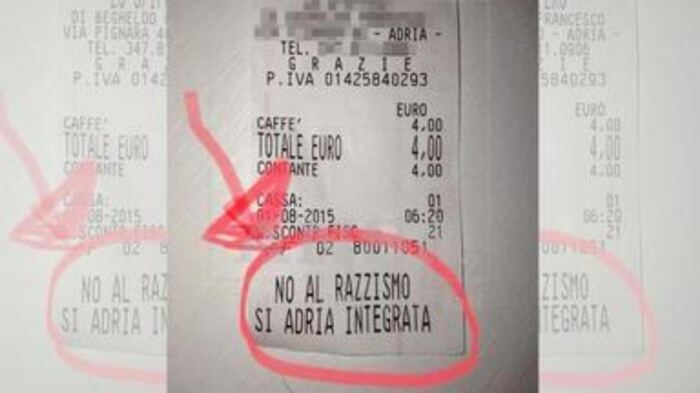 - ADRIA -
TEL.
G R A Z I E
P.IVA 01425840293
EURO
CAFFE' 4,00
TOTALE EURO 4,00
CONTANTE 4,00
CASSA: 01
01-08-2015 06:20
SCONTR.FISC 21
02 80011051
NO AL RAZZISMO
SI ADRIA INTEGRATA